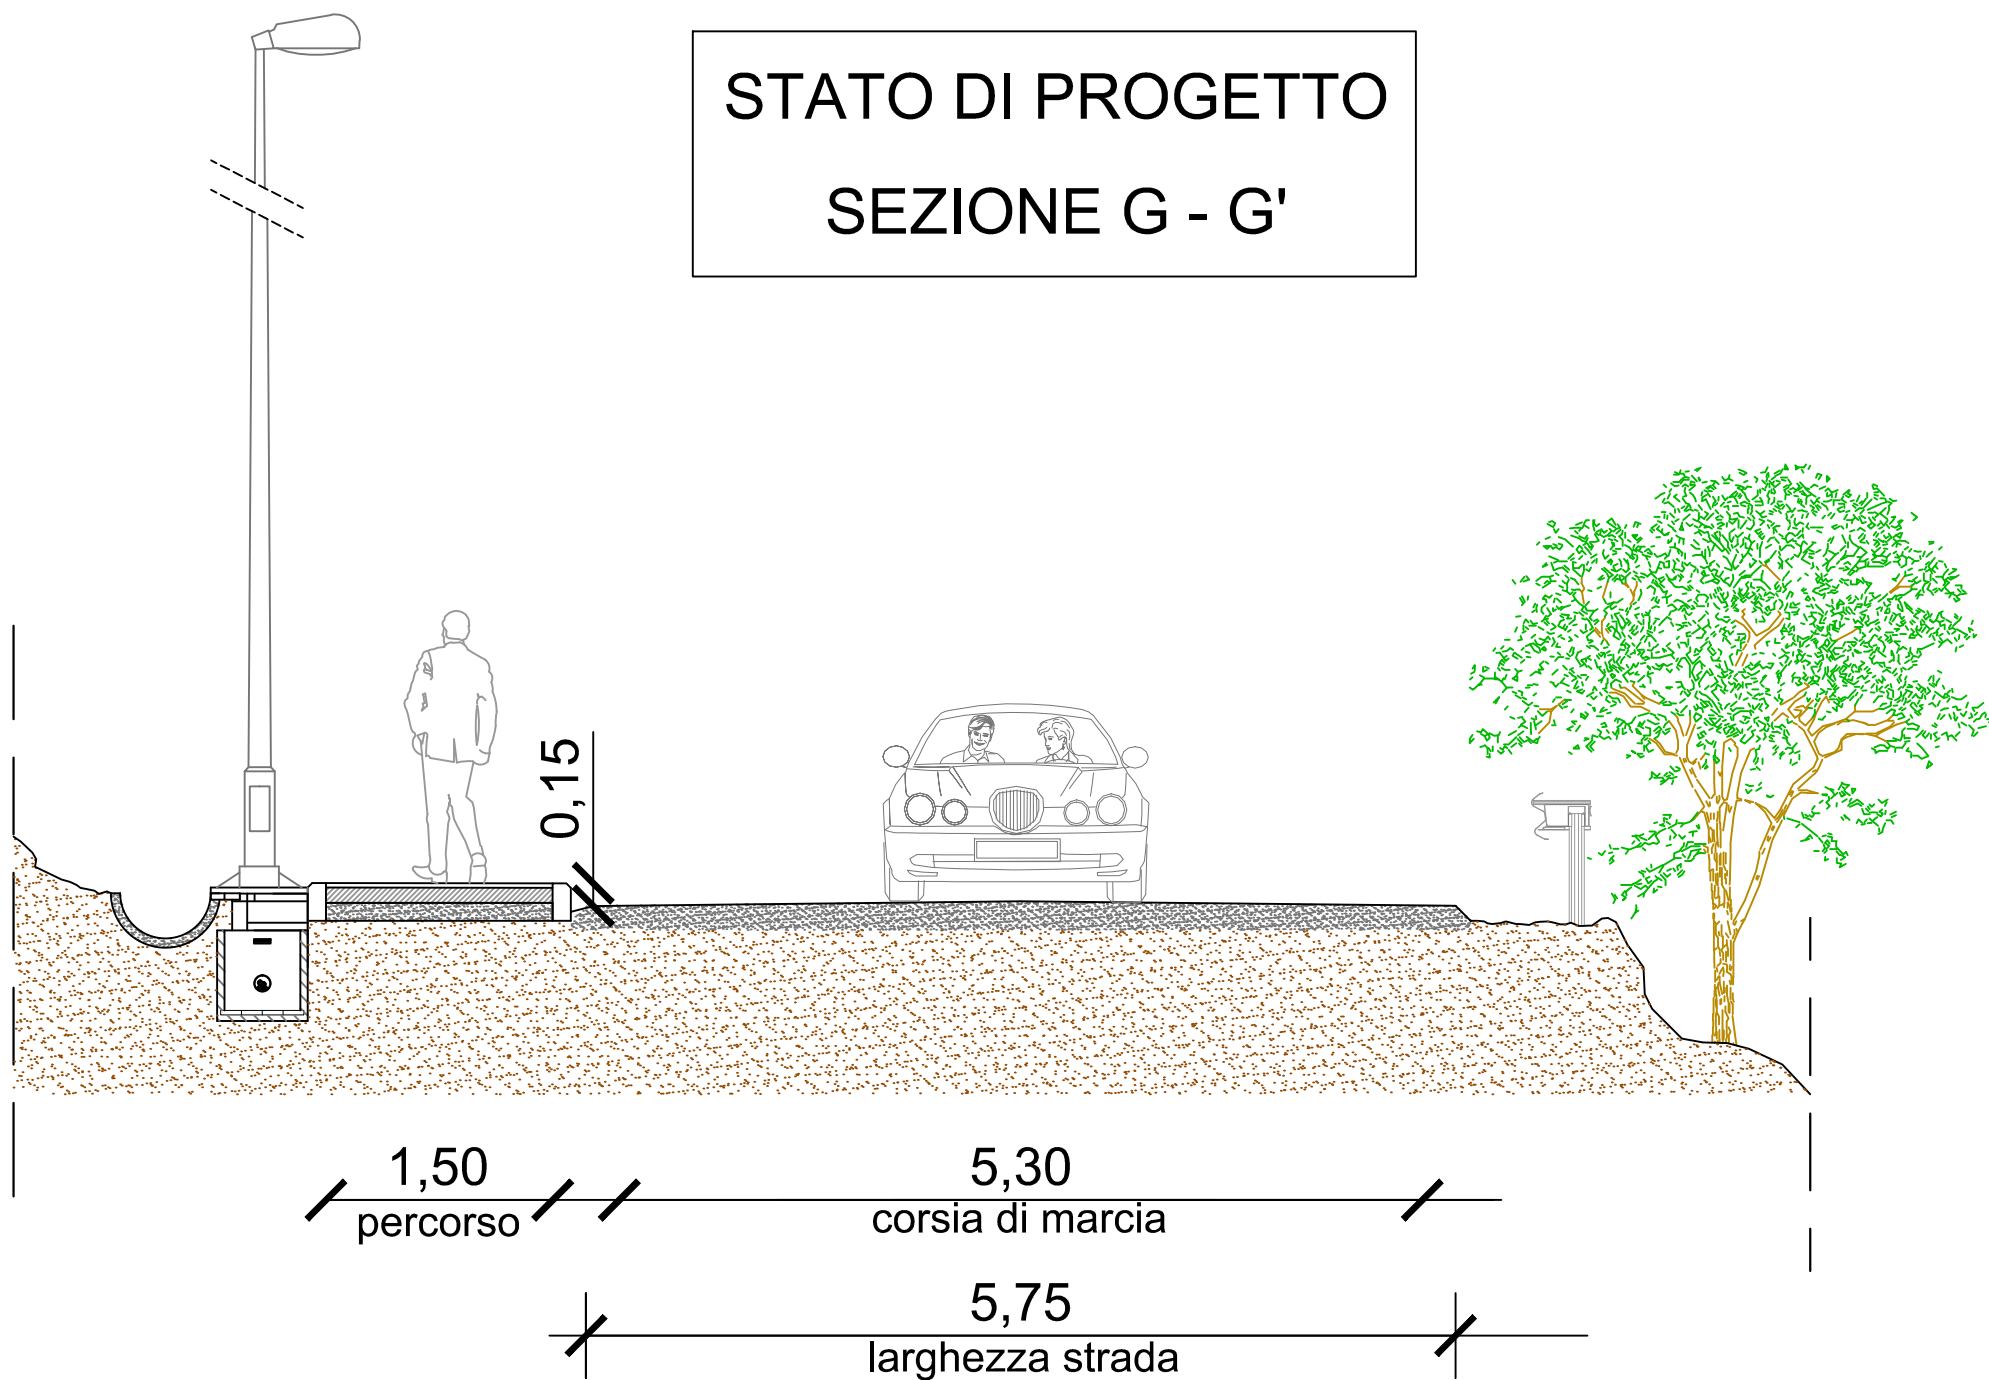 STATO DI PROGETTO
SEZIONE G - G'
0,15
1,50
percorso
5,30
corsia di marcia
5,75
larghezza strada